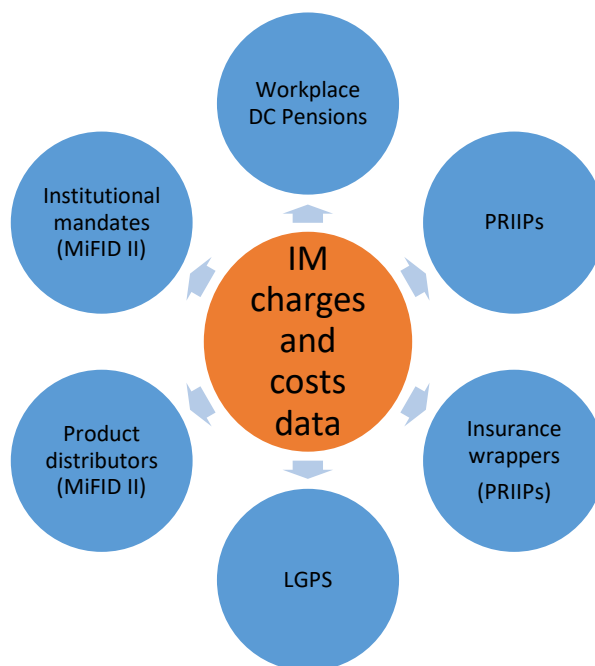 Workplace
DC Pensions
Institutional
mandates
(MiFID II)
PRIIPs
IM
charges
and
costs
data
Product
distributors
(MiFID II)
Insurance
wrappers
(PRIIPs)
LGPS